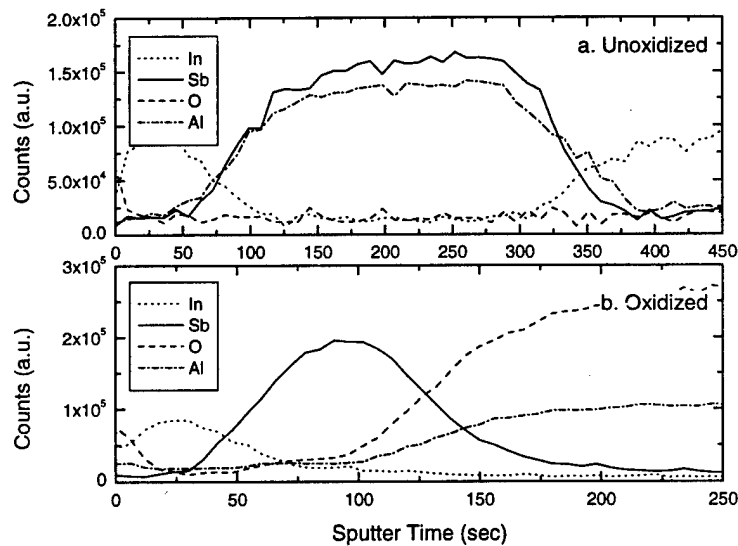 2.0x10⁵
1.5x10⁵
1.0x10⁵
5.0x10⁴
0.0
Counts (a.u.)
In
Sb
O
Al
a. Unoxidized
0 50 100 150 200 250 300 350 400 450
3x10⁵
2x10⁵
1x10⁵
0
Counts (a.u.)
In
Sb
O
Al
b. Oxidized
0 50 100 150 200 250
Sputter Time (sec)